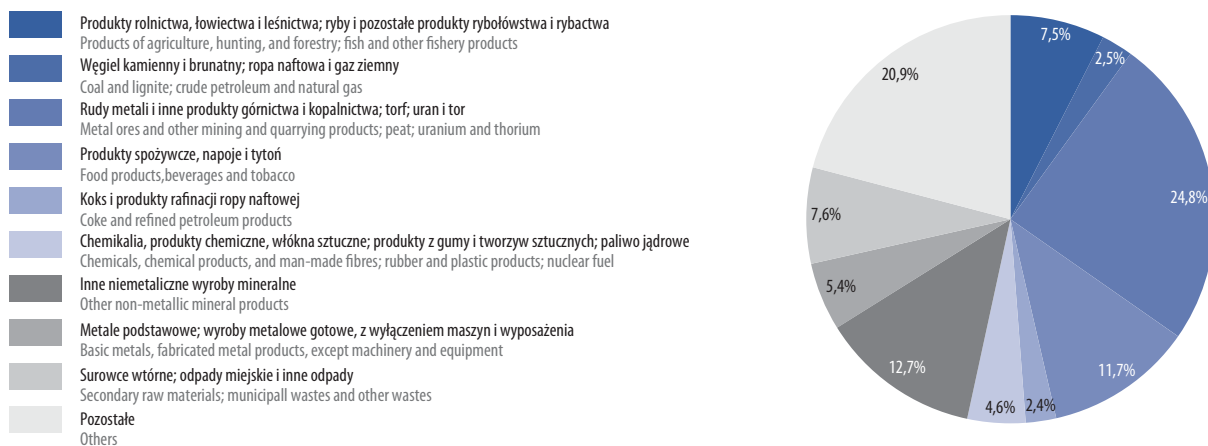 Produkty rolnictwa, łowiectwa i leśnictwa; ryby i pozostałe produkty rybołówstwa i rybactwa
Products of agriculture, hunting, and forestry; fish and other fishery products
Węgiel kamienny i brunatny; ropa naftowa i gaz ziemny
Coal and lignite; crude petroleum and natural gas
Rudy metali i inne produkty górnictwa i kopalnictwa; torf; uran i tor
Metal ores and other mining and quarrying products; peat; uranium and thorium
Produkty spożywcze, napoje i tytoń
Food products,beverages and tobacco
Koks i produkty rafinacji ropy naftowej
Coke and refined petroleum products
Chemikalia, produkty chemiczne, włókna sztuczne; produkty z gumy i tworzyw sztucznych; paliwo jądrowe
Chemicals, chemical products, and man-made fibres; rubber and plastic products; nuclear fuel
Inne niemetaliczne wyroby mineralne
Other non-metallic mineral products
Metale podstawowe; wyroby metalowe gotowe, z wyłączeniem maszyn i wyposażenia
Basic metals, fabricated metal products, except machinery and equipment
Surowce wtórne; odpady miejskie i inne odpady
Secondary raw materials; municipall wastes and other wastes
Pozostałe
Others
7,5%
2,5%
24,8%
11,7%
2,4%
4,6%
12,7%
5,4%
7,6%
20,9%